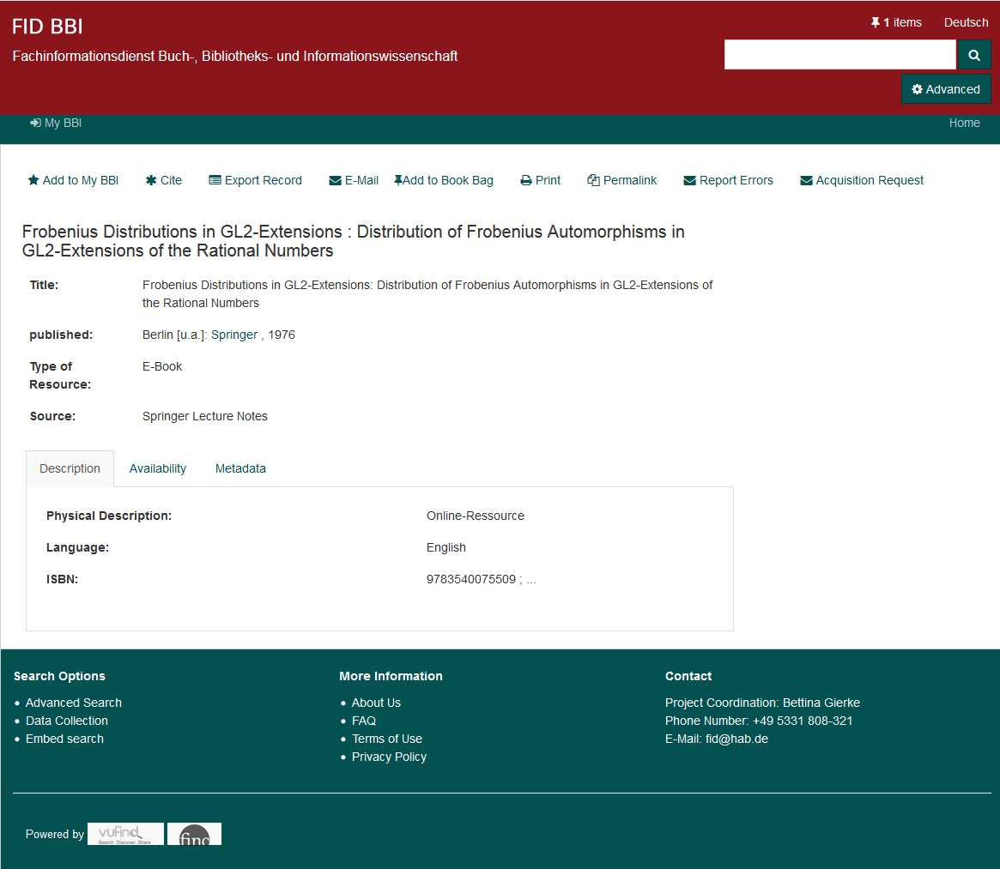 FID BBI
1 items
Deutsch
Fachinformationsdienst Buch-, Bibliotheks- und Informationswissenschaft
Advanced
My BBI
Home
Add to My BBI
Cite
Export Record
E-Mail
Add to Book Bag
Print
Permalink
Report Errors
Acquisition Request
Frobenius Distributions in GL2-Extensions : Distribution of Frobenius Automorphisms in
GL2-Extensions of the Rational Numbers
Title:
Frobenius Distributions in GL2-Extensions: Distribution of Frobenius Automorphisms in GL2-Extensions of
the Rational Numbers
published:
Berlin [u.a.]: Springer , 1976
Type of
Resource:
E-Book
Source:
Springer Lecture Notes
Description
Availability
Metadata
Physical Description:
Online-Ressource
Language:
English
ISBN:
9783540075509 ; ...
Search Options
Advanced Search
Data Collection
Embed search
More Information
About Us
FAQ
Terms of Use
Privacy Policy
Contact
Project Coordination: Bettina Gierke
Phone Number: +49 5331 808-321
E-Mail: fid@hab.de
Powered by
vufind
Search. Discover. Share.
finc